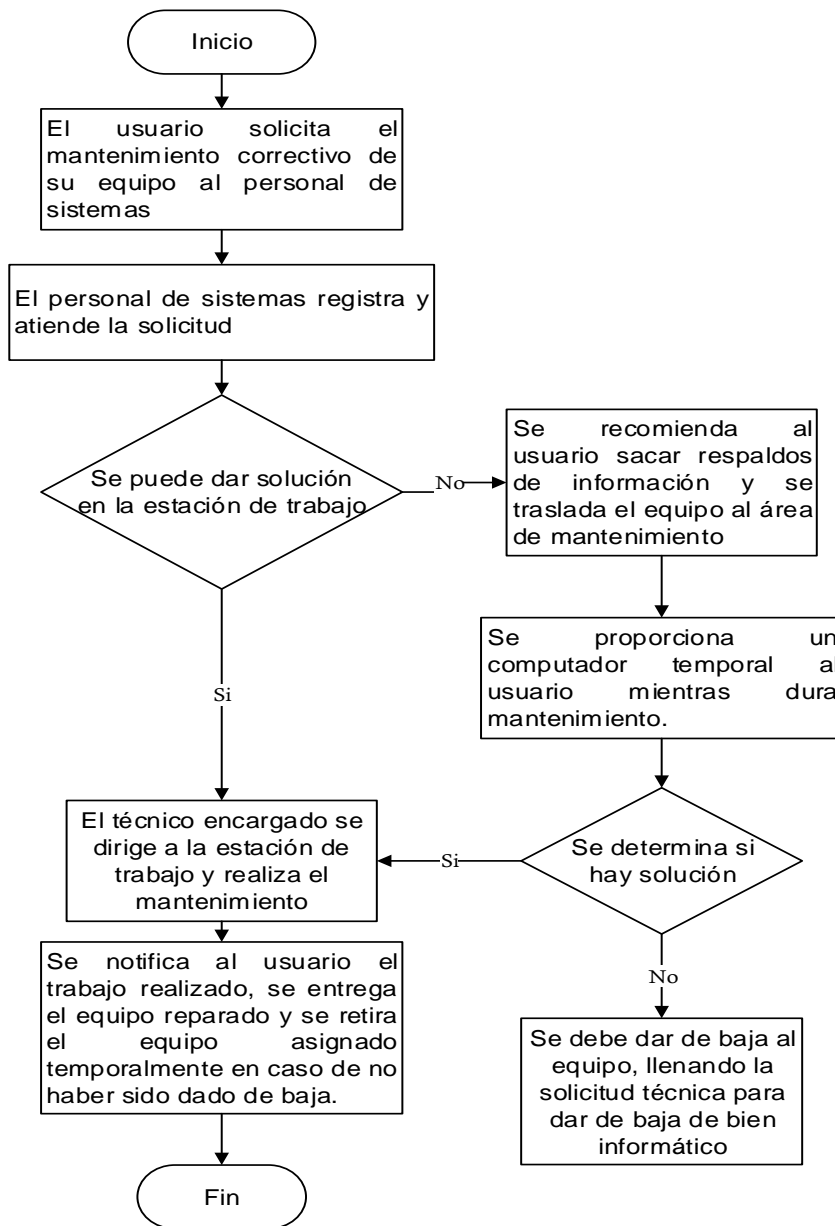 Inicio
El usuario solicita el
mantenimiento correctivo de
su equipo al personal de
sistemas
El personal de sistemas registra y
atiende la solicitud
Se puede dar solución
en la estación de trabajo
No
Se recomienda al
usuario sacar respaldos
de información y se
traslada el equipo al área
de mantenimiento
Se proporciona un
computador temporal al
usuario mientras dura
mantenimiento.
Si
El técnico encargado se
dirige a la estación de
trabajo y realiza el
mantenimiento
Si
Se determina si
hay solución
No
Se notifica al usuario el
trabajo realizado, se entrega
el equipo reparado y se retira
el equipo asignado
temporalmente en caso de no
haber sido dado de baja.
Se debe dar de baja al
equipo, llenando la
solicitud técnica para
dar de baja de bien
informático
Fin